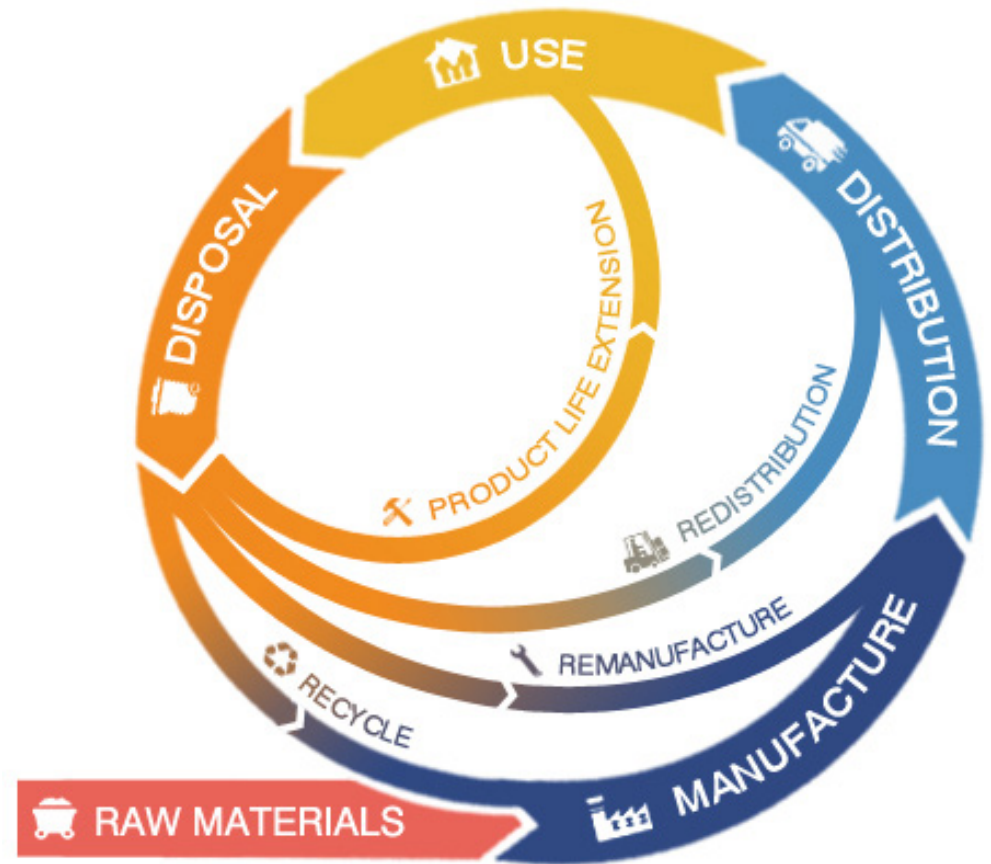 USE
DISTRIBUTION
DISPOSAL
PRODUCT LIFE EXTENSION
REDISTRIBUTION
REMANUFACTURE
RECYCLE
MANUFACTURE
RAW MATERIALS